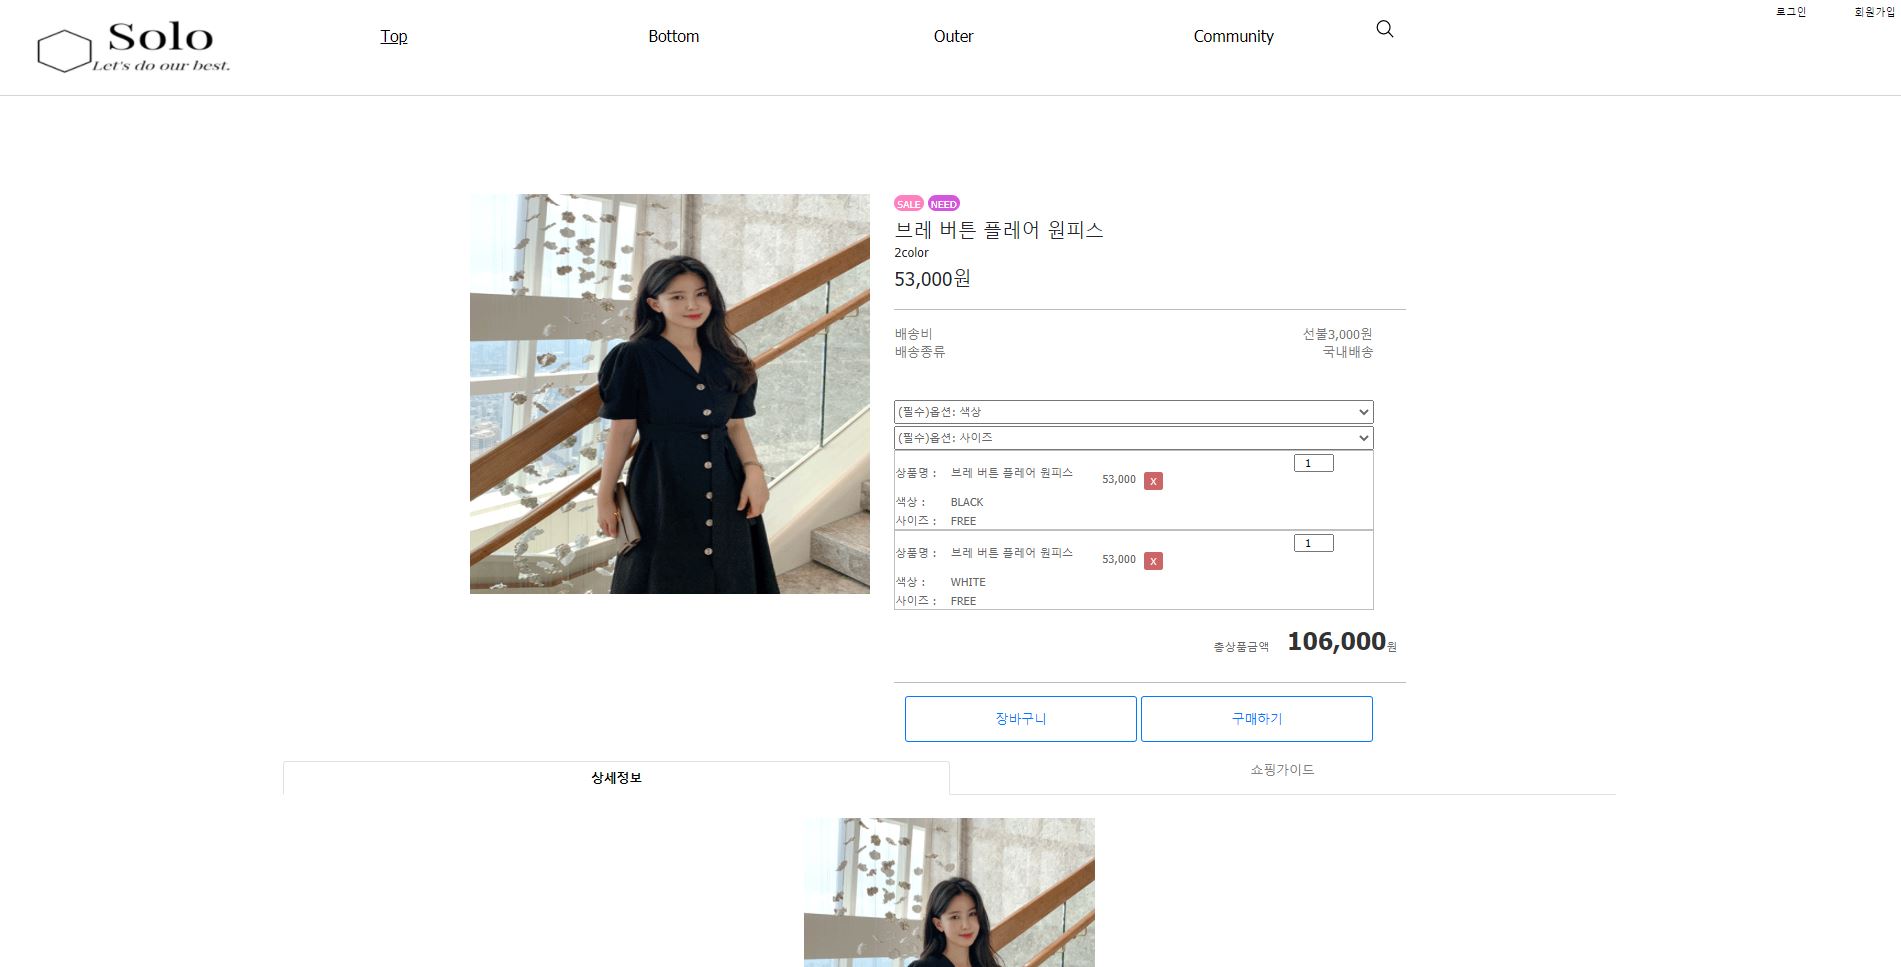 로그인 회원가입
Solo
Let's do our best.
Top Bottom Outer Community
SALE NEED
브레 버튼 플레어 원피스
2color
53,000원
배송비 선불3,000원
배송종류 국내배송
(필수)옵션: 색상
(필수)옵션: 사이즈
상품명 : 브레 버튼 플레어 원피스 53,000 x 1
색상 : BLACK
사이즈 : FREE
상품명 : 브레 버튼 플레어 원피스 53,000 x 1
색상 : WHITE
사이즈 : FREE
총상품금액 106,000원
장바구니 구매하기
상세정보 쇼핑가이드